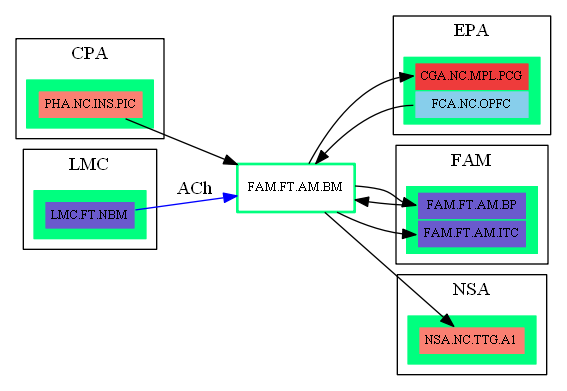 CPA
PHA.NC.INS.PIC
LMC
LMC.FT.NBM
ACh
FAM.FT.AM.BM
EPA
CGA.NC.MPL.PCG
FCA.NC.OPFC
FAM
FAM.FT.AM.BP
FAM.FT.AM.ITC
NSA
NSA.NC.TTG.A1